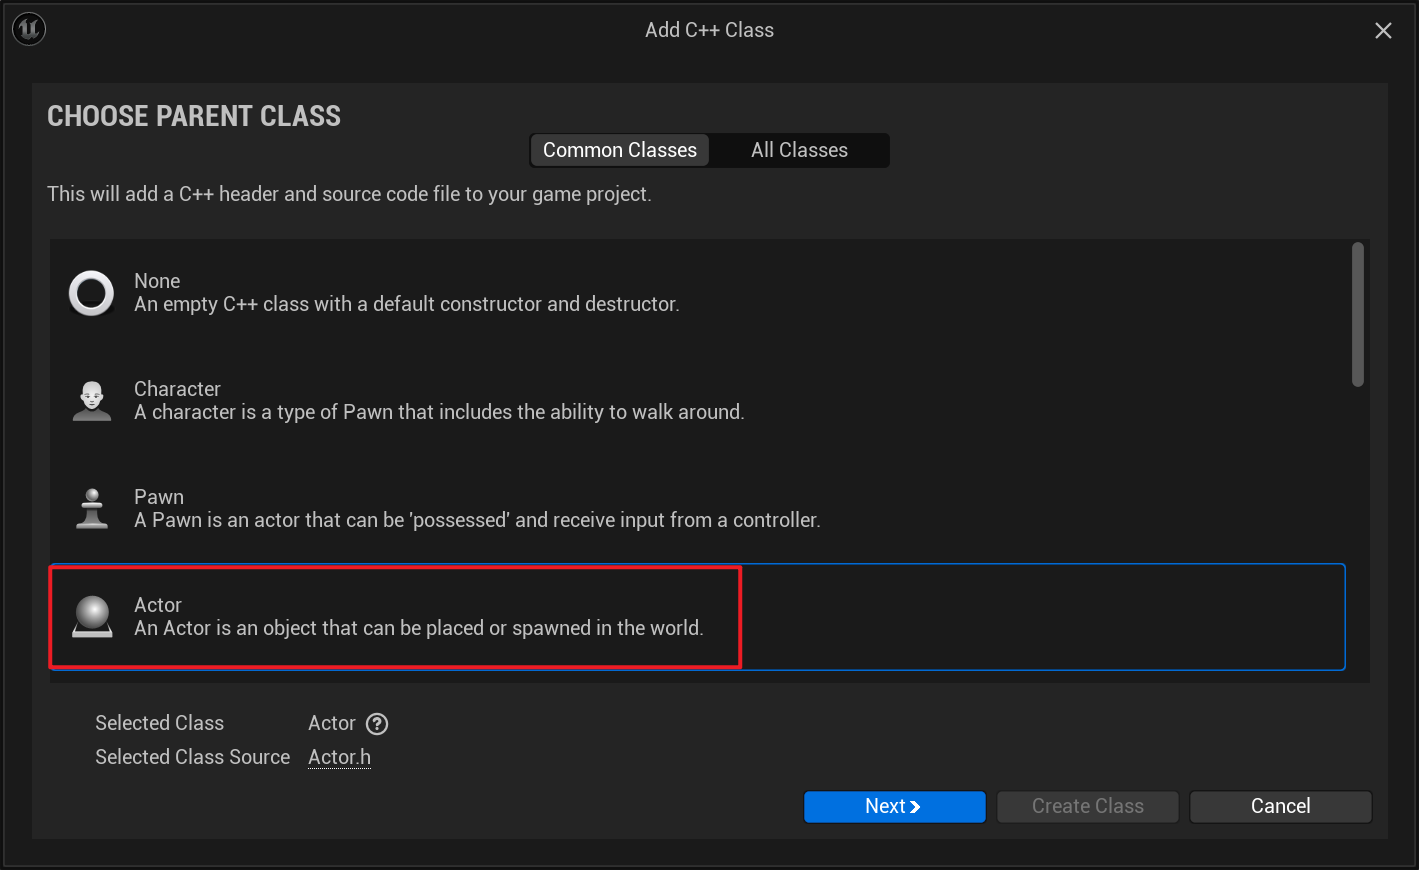 Add C++ Class
CHOOSE PARENT CLASS
Common Classes
All Classes
This will add a C++ header and source code file to your game project.
None
An empty C++ class with a default constructor and destructor.
Character
A character is a type of Pawn that includes the ability to walk around.
Pawn
A Pawn is an actor that can be 'possessed' and receive input from a controller.
Actor
An Actor is an object that can be placed or spawned in the world.
Selected Class Actor ?
Selected Class Source Actor.h
Next
Create Class
Cancel